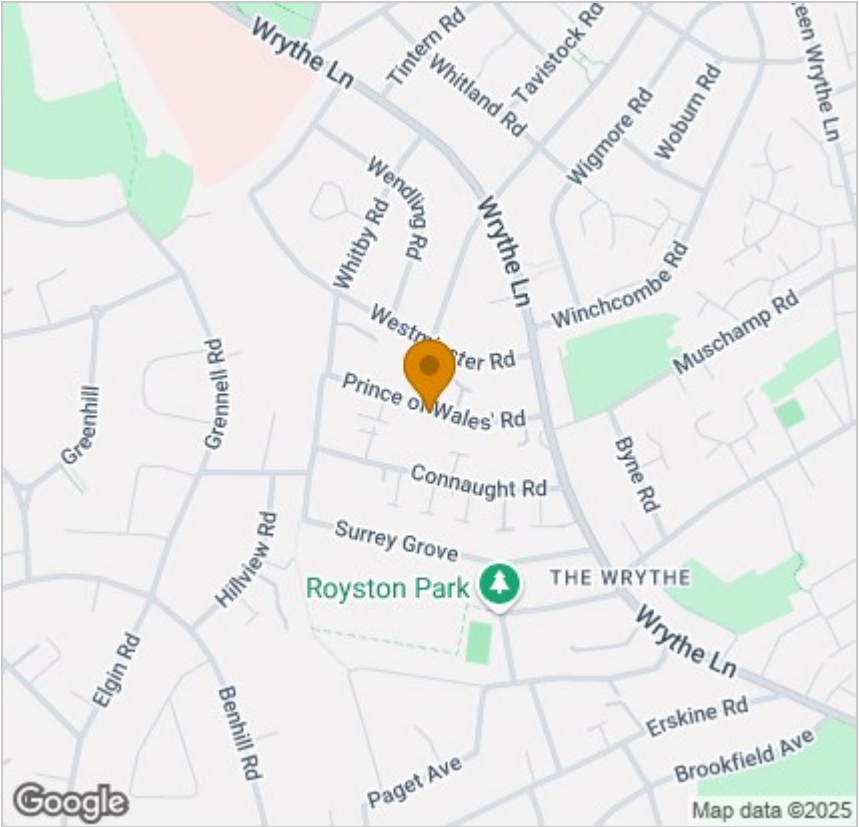 Wrythe Ln
Tintern Rd
Whitland Rd
Tavistock Rd
Wigmore Rd
Woburn Rd
reen Wrythe Ln
Wendling Rd
Whitby Rd
Wrythe Ln
Winchcombe Rd
Muschamp Rd
Westminster Rd
Grennell Rd
Greenhill
Prince of Wales' Rd
Byne Rd
Connaught Rd
Hillview Rd
Surrey Grove
Royston Park
THE WRYTHE
Wrythe Ln
Elgin Rd
Benhill Rd
Erskine Rd
Brookfield Ave
Paget Ave
Google
Map data ©2025